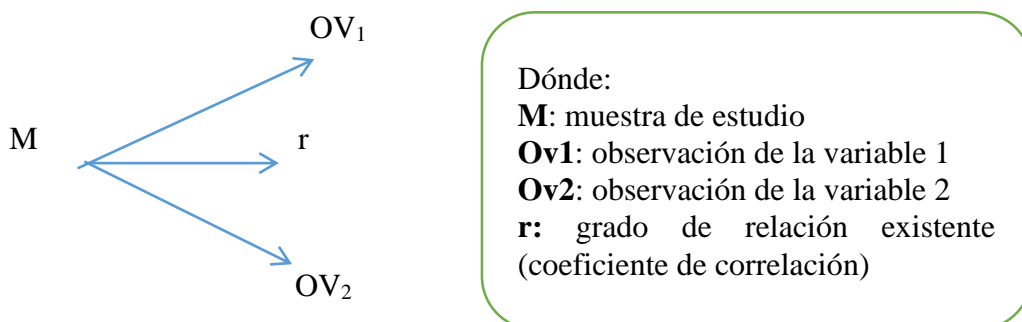 OV₁
M
r
OV₂
Dónde:
M: muestra de estudio
Ov1: observación de la variable 1
Ov2: observación de la variable 2
r: grado de relación existente
(coeficiente de correlación)